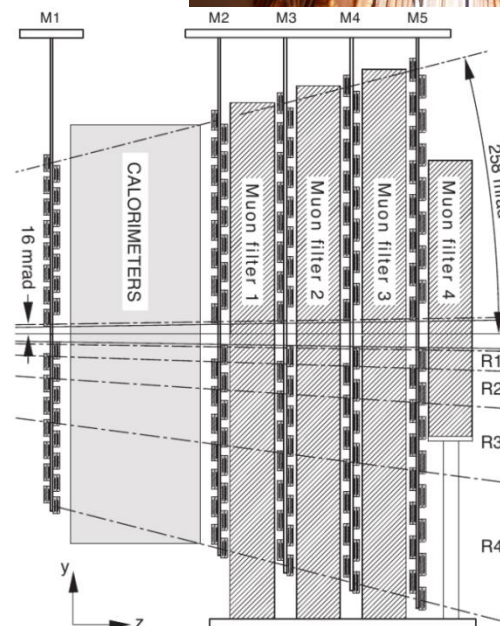 M1 M2 M3 M4 M5
CALORIMETERS
Muon filter 1
Muon filter 2
Muon filter 3
Muon filter 4
16 mrad
258
R1
R2
R3
R4
y
z